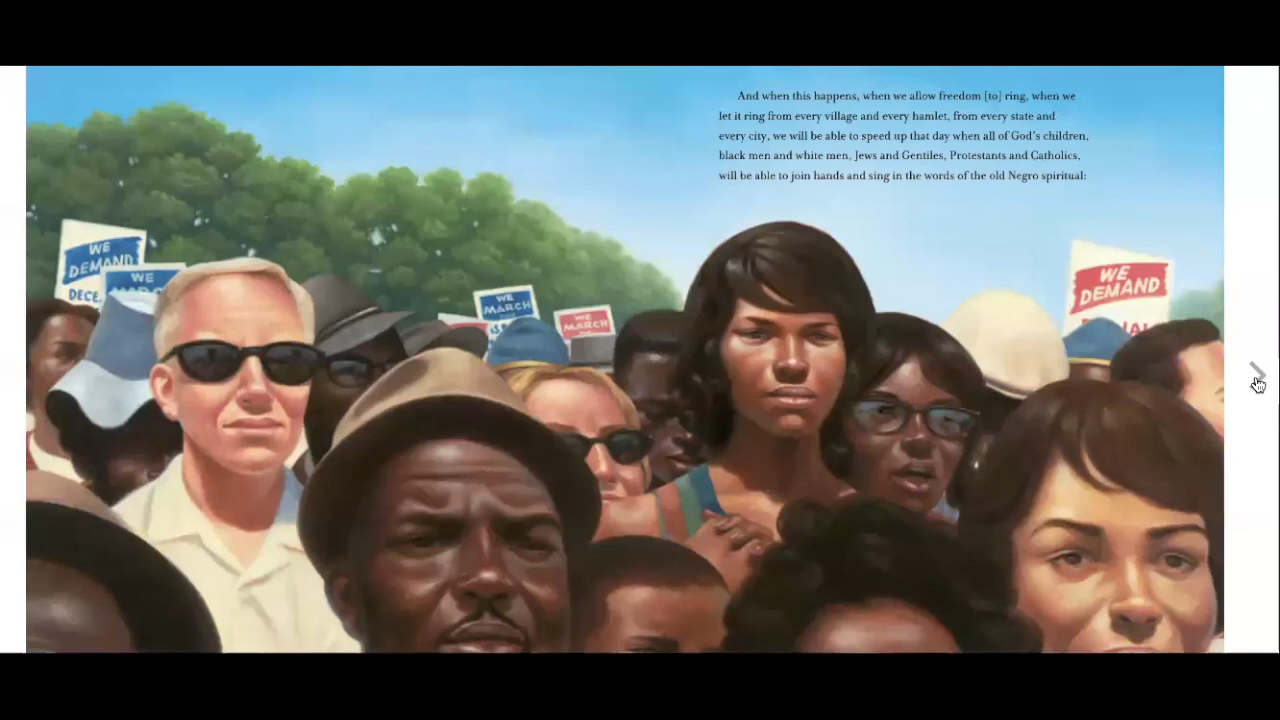 And when this happens, when we allow freedom [to] ring, when we
let it ring from every village and every hamlet, from every state and
every city, we will be able to speed up that day when all of God's children,
black men and white men, Jews and Gentiles, Protestants and Catholics,
will be able to join hands and sing in the words of the old Negro spiritual:
WE
DEMAND
DECE
WE
WE
MARCH
WE
MARCH
WE
DEMAND